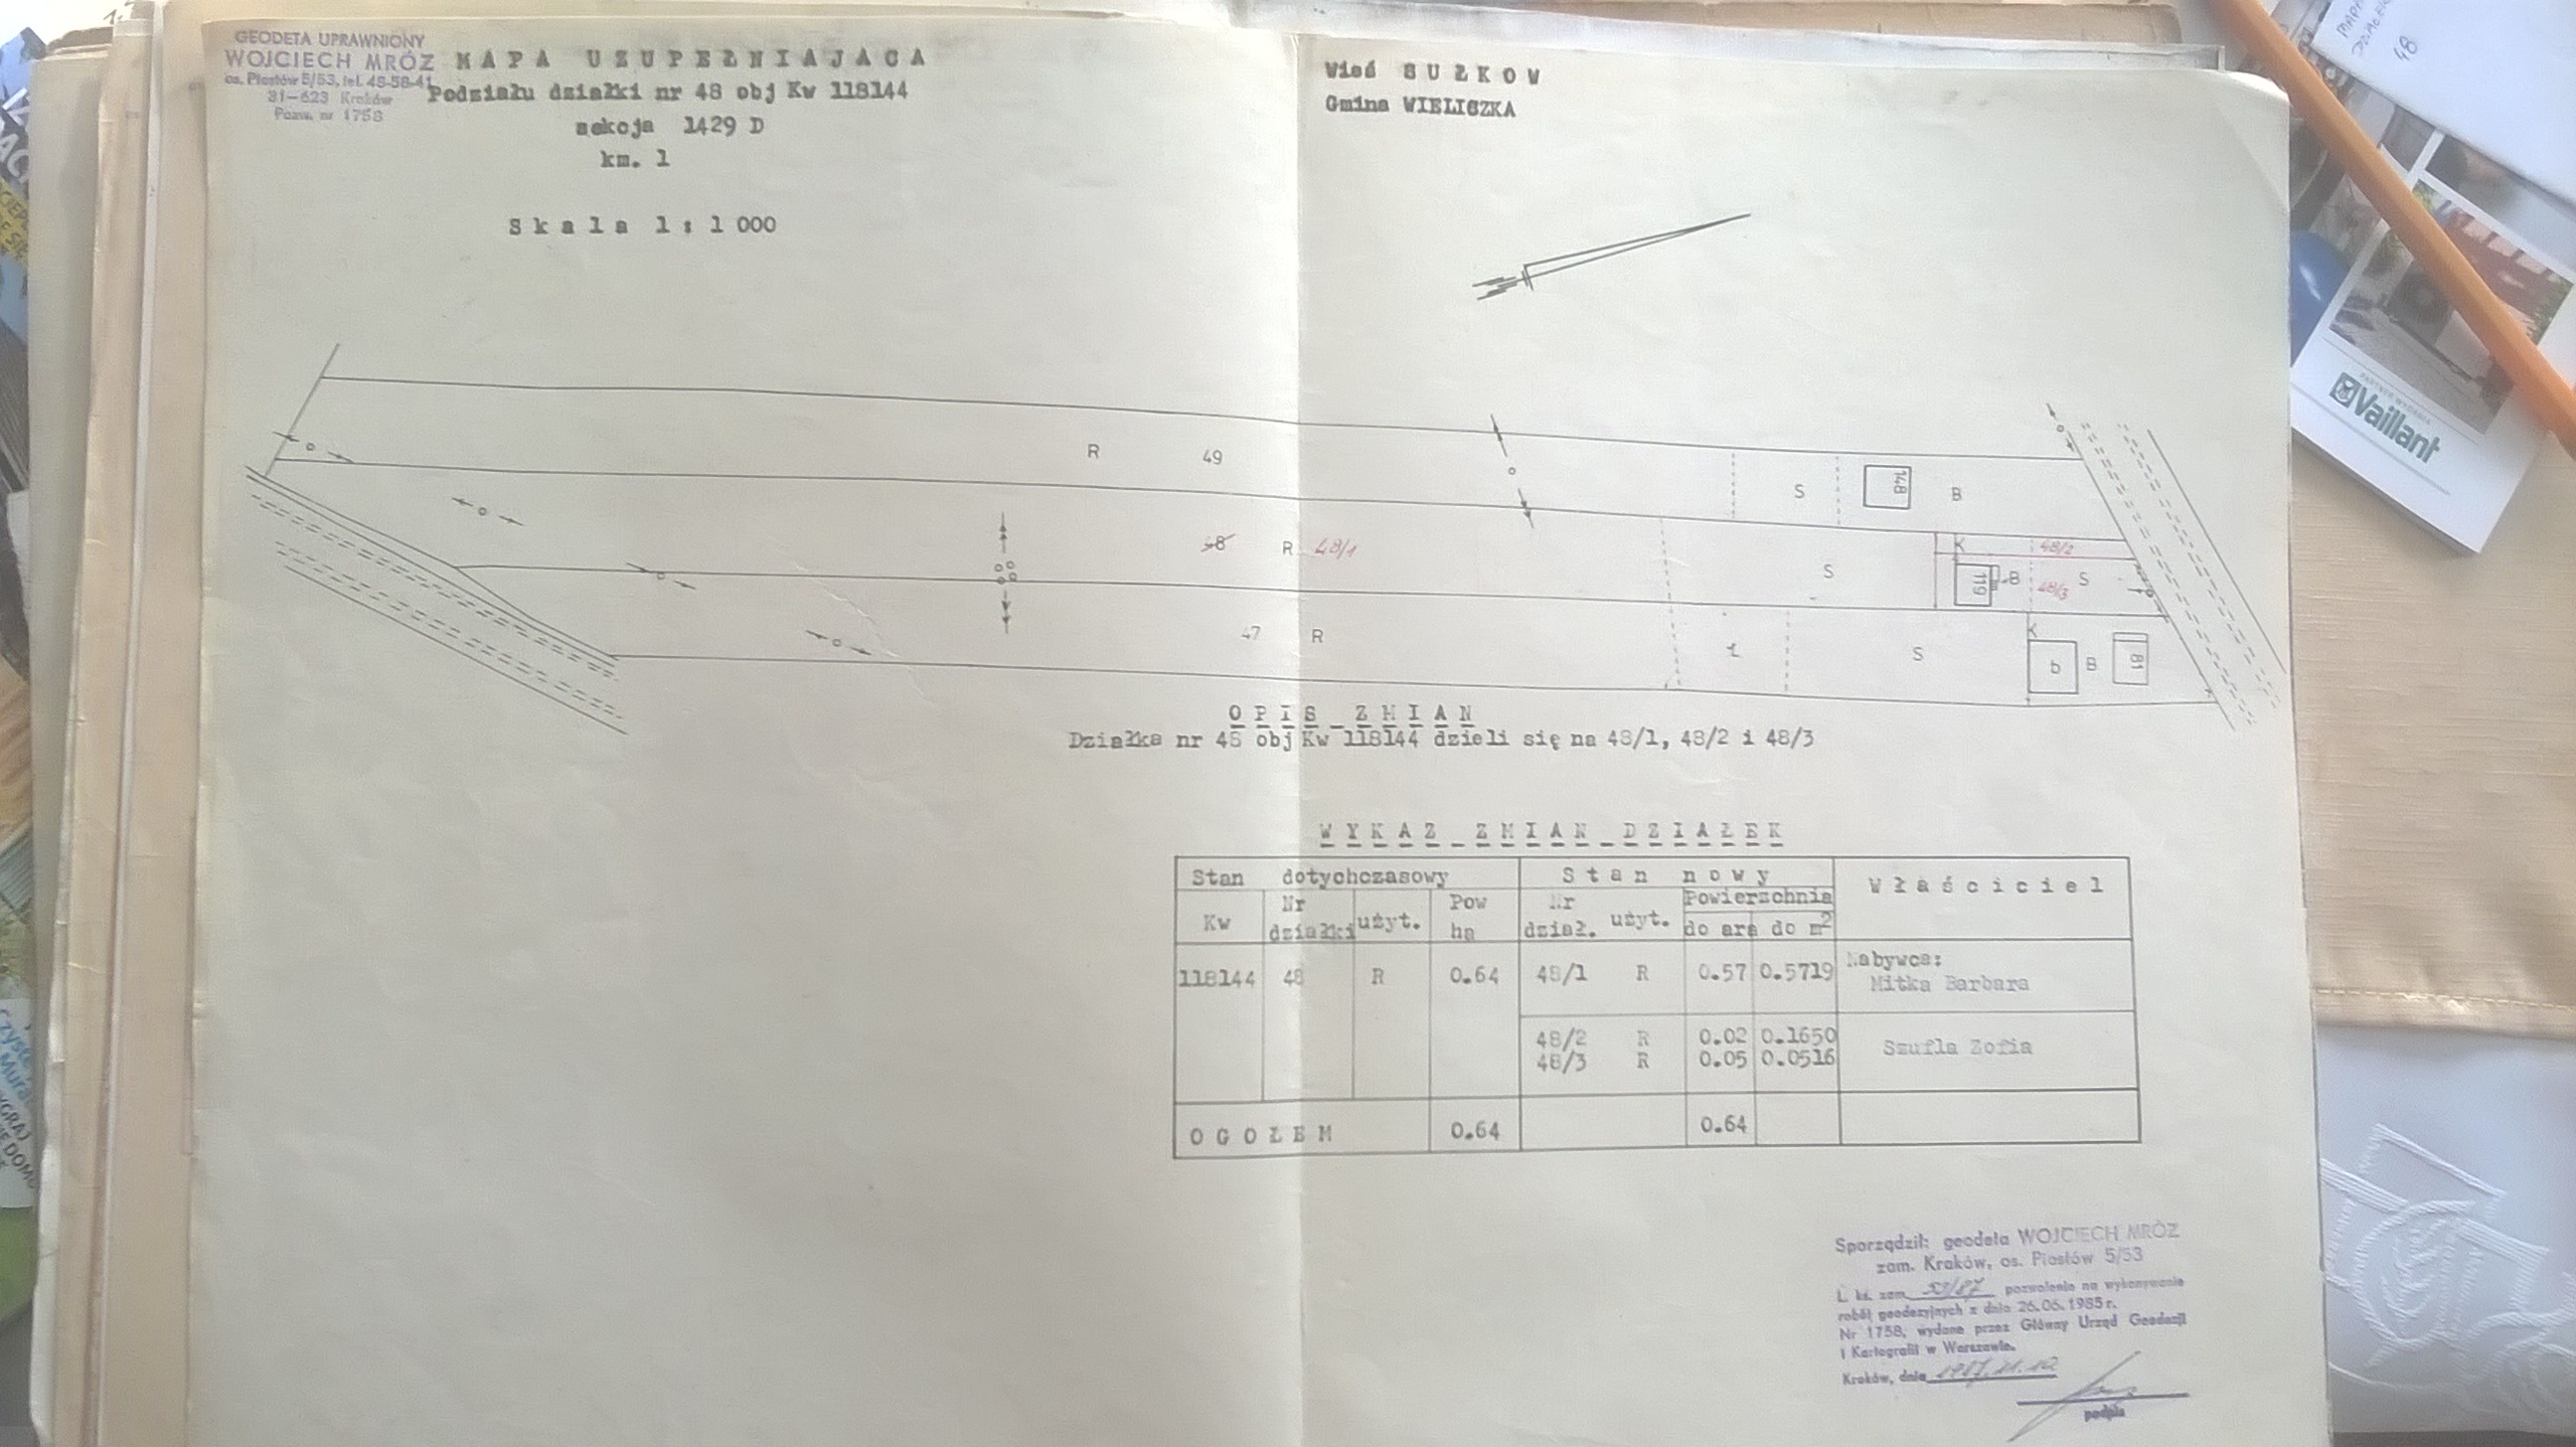 GEODETA UPRAWNIONY
WOJCIECH MRÓZ
os. Piastów 5/53, tel. 48-58-41
31-623 Kraków
Pozw. nr 1758
MAPA UZUPEŁNIAJĄCA
Podziału działki nr 48 obj Kw 118144
sekcja 1429 D
km. 1
Skala 1:1 000
Wieś SUŁKOW
Gmina WIELICZKA
R 49
S 148 B
48 R 48/1
S
K 48/2
119 B 48/3 S
47 R
Ł S
K b B 81
OPIS ZMIAN
Działka nr 48 obj Kw 118144 dzieli się na 48/1, 48/2 i 48/3
WYKAZ ZMIAN DZIAŁEK
Stan dotychczasowy Stan nowy Właściciel
Kw Nr działki użyt. Pow ha Nr dział. użyt. Powierzchnia
do ara do m2
118144 48 R 0.64 48/1 R 0.57 0.5719 Nabywca:
Mitka Barbara
48/2 R 0.02 0.1650 Szufla Zofia
48/3 R 0.05 0.0516
OGOŁEM 0.64 0.64
Sporządził: geodeta WOJCIECH MRÓZ
zam. Kraków, os. Piastów 5/53
L. ks. zam. 50/87 pozwolenie na wykonywanie
robót geodezyjnych z dnia 26.06.1985 r.
Nr 1758, wydane przez Główny Urząd Geodezji
i Kartografii w Warszawie.
Kraków, dnia
podpis
Vaillant
48